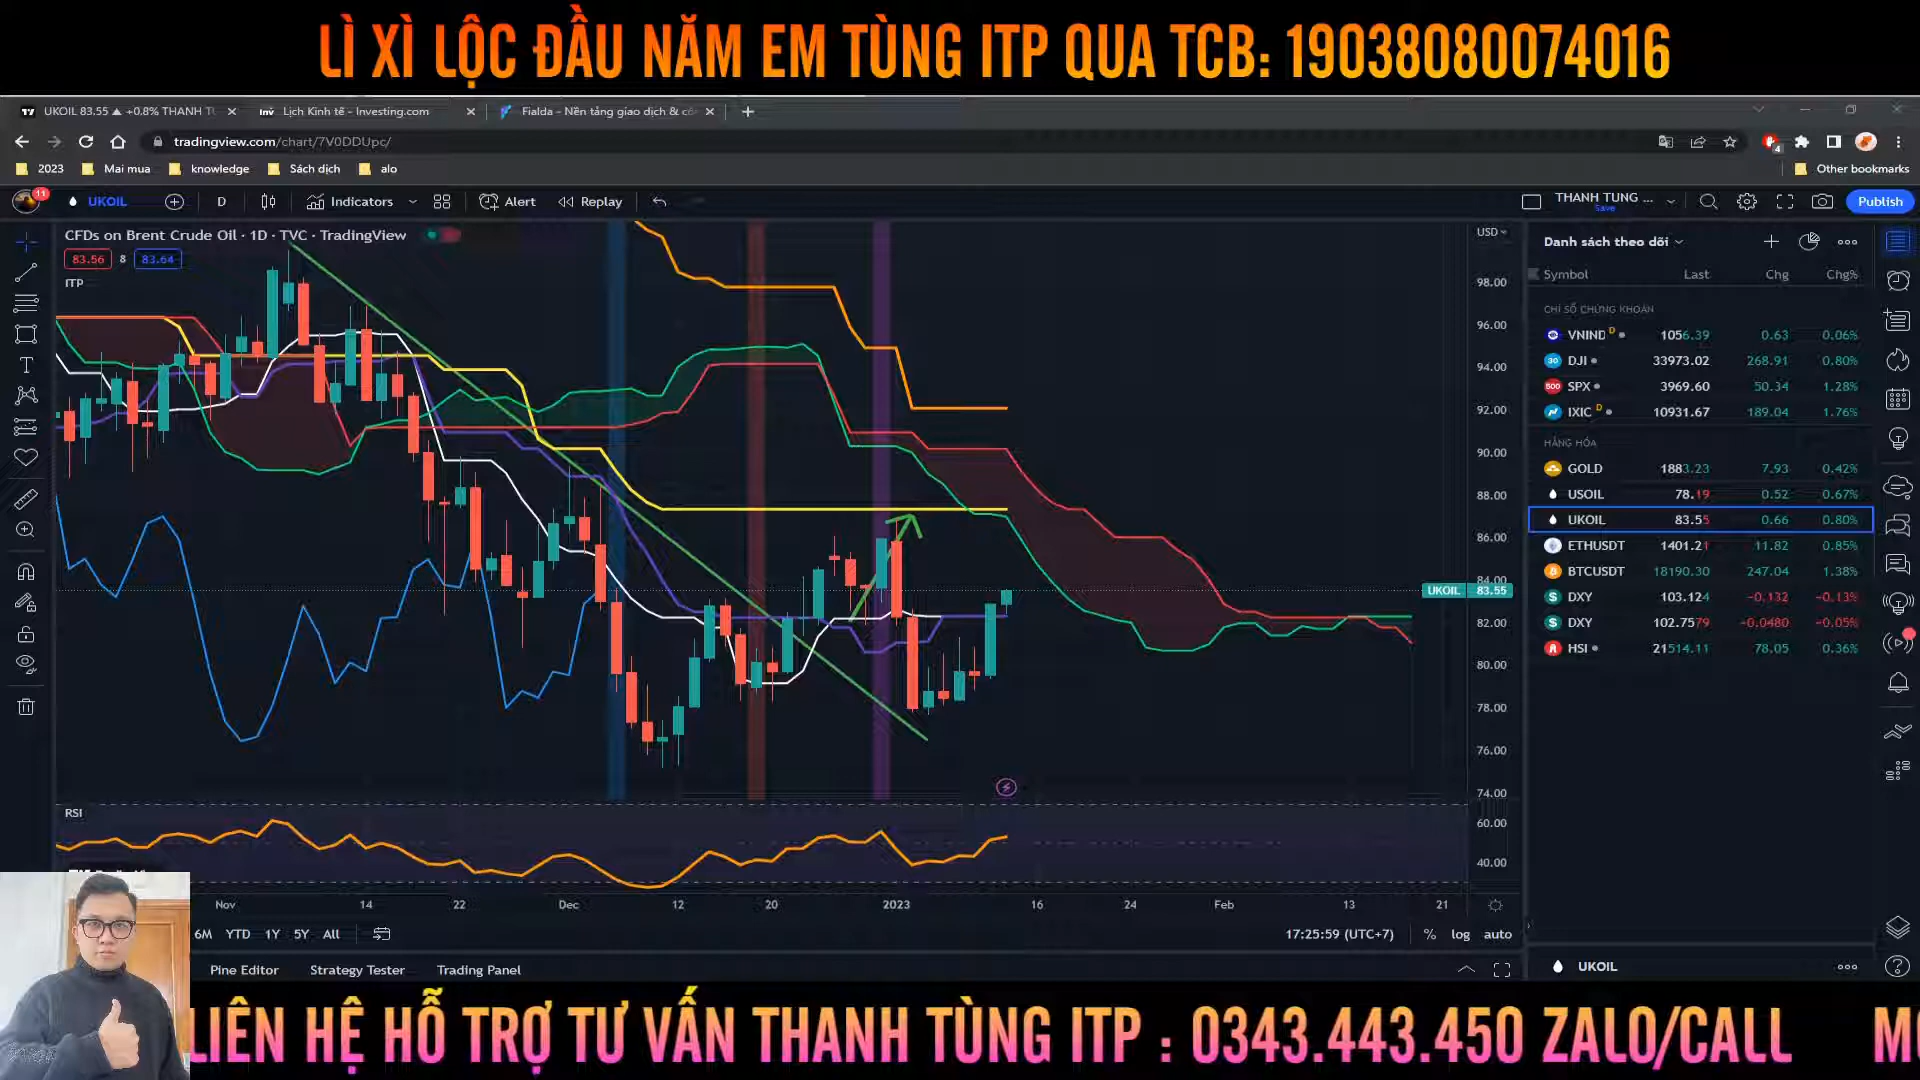 LÌ XÌ LỘC ĐẦU NĂM EM TÙNG ITP QUA TCB: 19038080074016
UKOIL 83.55 ▲ +0.8% THANH T
Lịch Kinh tế - Investing.com
Fialda - Nền tảng giao dịch & cô
tradingview.com/chart/7V0DDUpc/
2023 Mai mua knowledge Sách dịch alo Other bookmarks
11 UKOIL D Indicators Alert Replay THANH TUNG ... Save Publish
CFDs on Brent Crude Oil · 1D · TVC · TradingView
83.56 8 83.64
ITP
USD
98.00
96.00
94.00
92.00
90.00
88.00
86.00
84.00
UKOIL 83.55
82.00
80.00
78.00
76.00
74.00
RSI
60.00
40.00
Nov 14 22 Dec 12 20 2023 16 24 Feb 13 21
6M YTD 1Y 5Y All 17:25:59 (UTC+7) % log auto
Pine Editor Strategy Tester Trading Panel
Danh sách theo dõi
Symbol Last Chg Chg%
CHỈ SỐ CHỨNG KHOÁN
VNIND D 1056.39 0.63 0.06%
DJI 33973.02 268.91 0.80%
SPX 3969.60 50.34 1.28%
IXIC D 10931.67 189.04 1.76%
HÀNG HÓA
GOLD 1883.23 7.93 0.42%
USOIL 78.19 0.52 0.67%
UKOIL 83.55 0.66 0.80%
ETHUSDT 1401.21 11.82 0.85%
BTCUSDT 18190.30 247.04 1.38%
DXY 103.124 -0.132 -0.13%
DXY 102.7579 -0.0480 -0.05%
HSI 21514.11 78.05 0.36%
UKOIL
LIÊN HỆ HỖ TRỢ TƯ VẤN THANH TÙNG ITP : 0343.443.450 ZALO/CALL